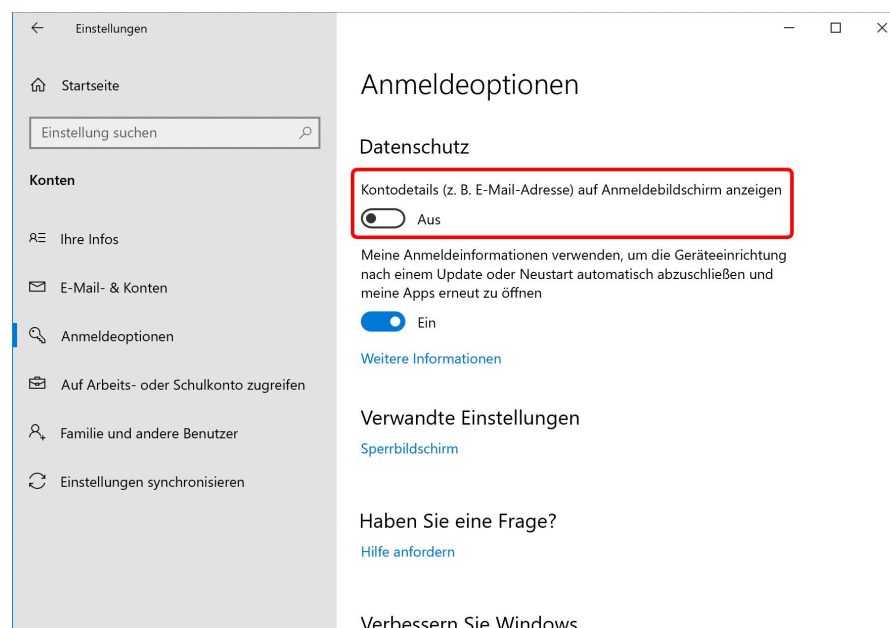 Einstellungen
Startseite
Einstellung suchen
Konten
Ihre Infos
E-Mail- & Konten
Anmeldeoptionen
Auf Arbeits- oder Schulkonto zugreifen
Familie und andere Benutzer
Einstellungen synchronisieren
Anmeldeoptionen
Datenschutz
Kontodetails (z. B. E-Mail-Adresse) auf Anmeldebildschirm anzeigen
Aus
Meine Anmeldeinformationen verwenden, um die Geräteeinrichtung
nach einem Update oder Neustart automatisch abzuschließen und
meine Apps erneut zu öffnen
Ein
Weitere Informationen
Verwandte Einstellungen
Sperrbildschirm
Haben Sie eine Frage?
Hilfe anfordern
Verbessern Sie Windows